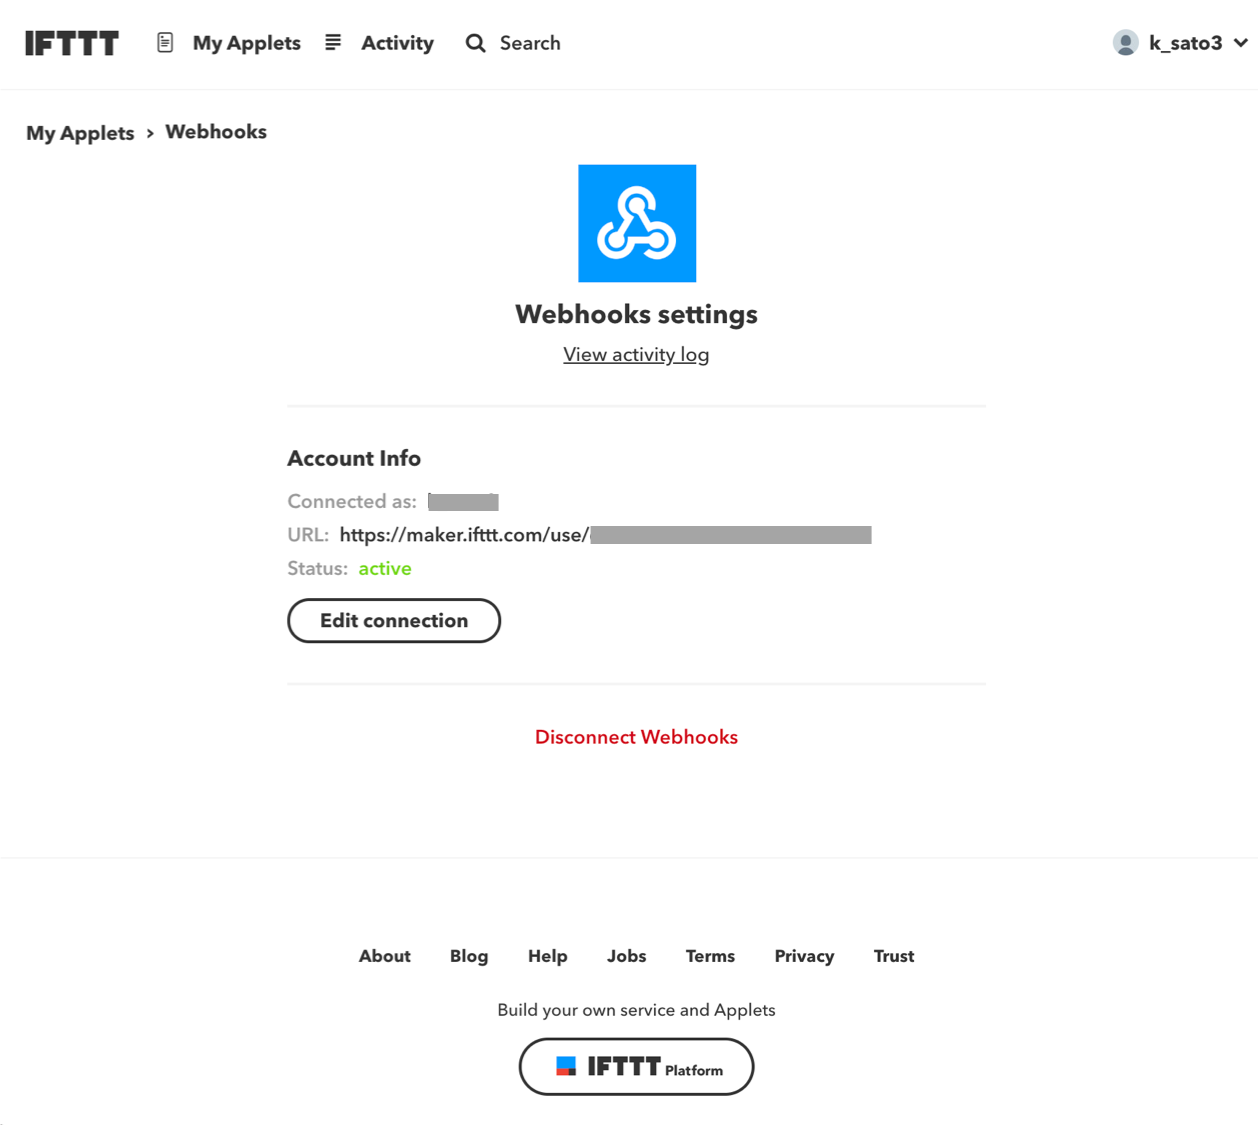 IFTTT My Applets Activity Search k_sato3
My Applets > Webhooks
Webhooks settings
View activity log
Account Info
Connected as:
URL: https://maker.ifttt.com/use/
Status: active
Edit connection
Disconnect Webhooks
About Blog Help Jobs Terms Privacy Trust
Build your own service and Applets
IFTTT Platform